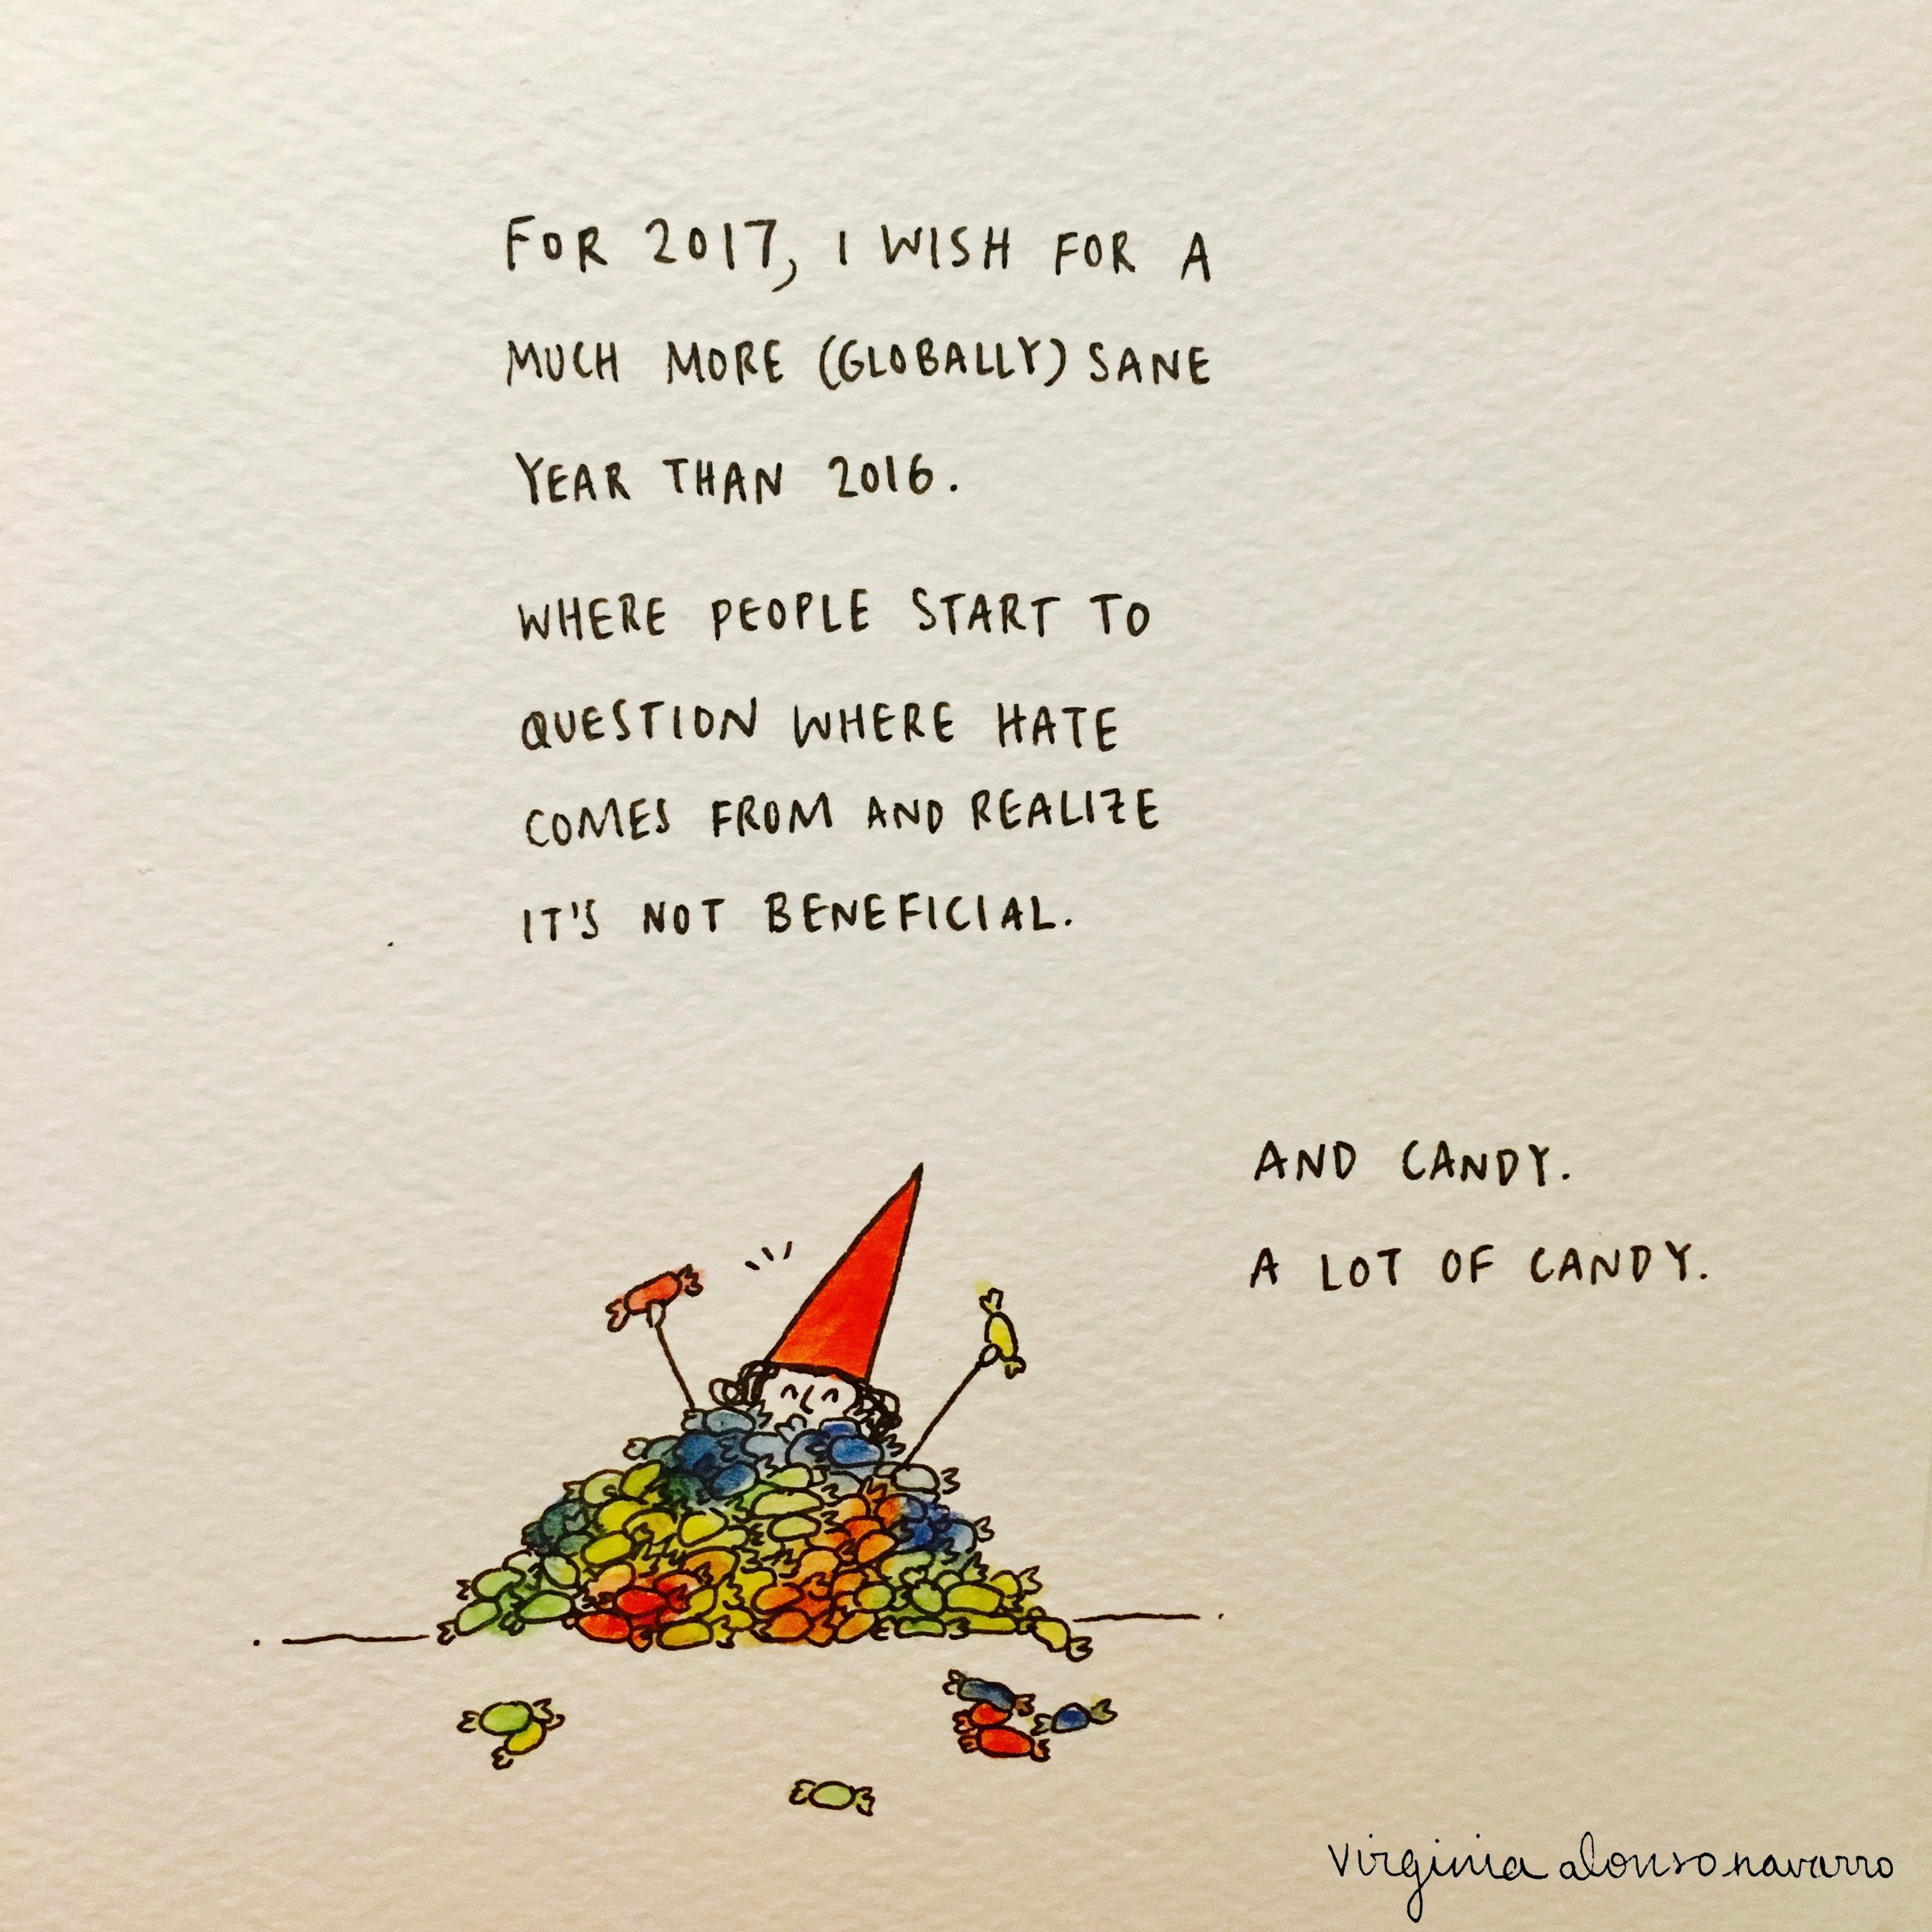 FOR 2017, I WISH FOR A
MUCH MORE (GLOBALLY) SANE
YEAR THAN 2016.
WHERE PEOPLE START TO
QUESTION WHERE HATE
COMES FROM AND REALIZE
IT'S NOT BENEFICIAL.
AND CANDY.
A LOT OF CANDY.
virginia alonso navarro